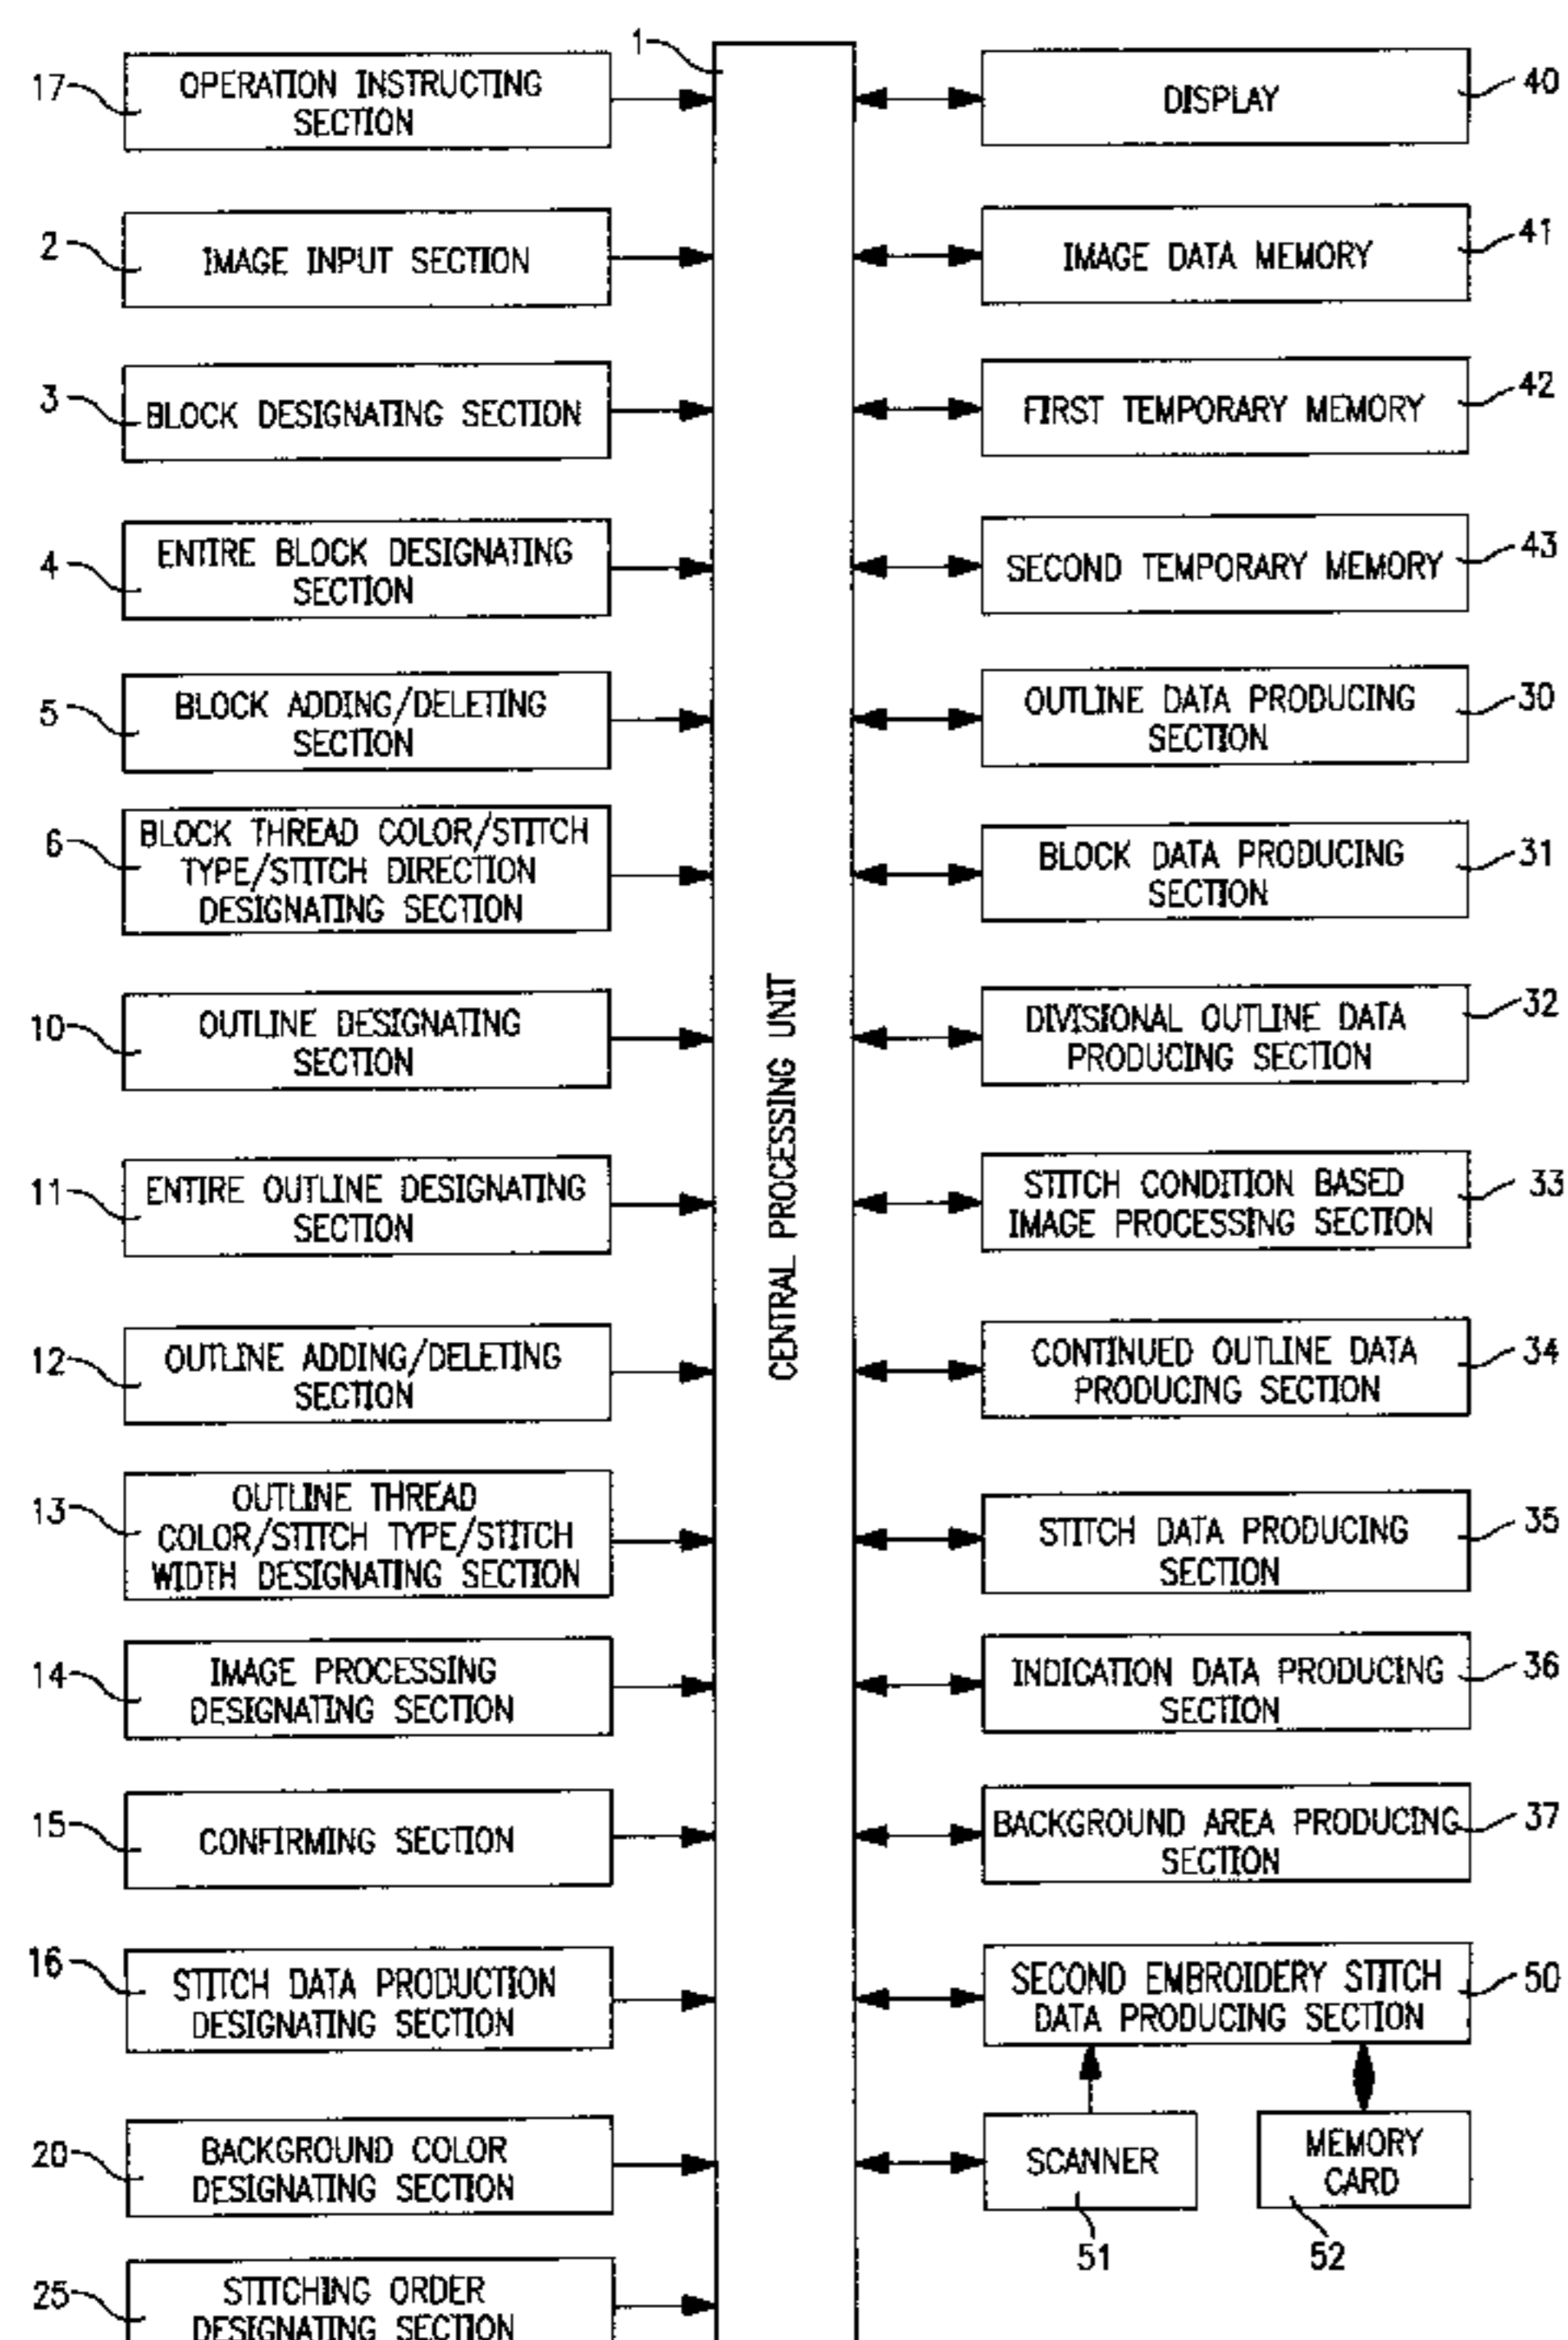 1
17
OPERATION INSTRUCTING
SECTION
2
IMAGE INPUT SECTION
3
BLOCK DESIGNATING SECTION
4
ENTIRE BLOCK DESIGNATING
SECTION
5
BLOCK ADDING/DELETING
SECTION
6
BLOCK THREAD COLOR/STITCH
TYPE/STITCH DIRECTION
DESIGNATING SECTION
10
OUTLINE DESIGNATING
SECTION
11
ENTIRE OUTLINE DESIGNATING
SECTION
12
OUTLINE ADDING/DELETING
SECTION
13
OUTLINE THREAD
COLOR/STITCH TYPE/STITCH
WIDTH DESIGNATING SECTION
14
IMAGE PROCESSING
DESIGNATING SECTION
15
CONFIRMING SECTION
16
STITCH DATA PRODUCTION
DESIGNATING SECTION
20
BACKGROUND COLOR
DESIGNATING SECTION
25
STITCHING ORDER
DESIGNATING SECTION
CENTRAL PROCESSING UNIT
DISPLAY
40
IMAGE DATA MEMORY
41
FIRST TEMPORARY MEMORY
42
SECOND TEMPORARY MEMORY
43
OUTLINE DATA PRODUCING
SECTION
30
BLOCK DATA PRODUCING
SECTION
31
DIVISIONAL OUTLINE DATA
PRODUCING SECTION
32
STITCH CONDITION BASED
IMAGE PROCESSING SECTION
33
CONTINUED OUTLINE DATA
PRODUCING SECTION
34
STITCH DATA PRODUCING
SECTION
35
INDICATION DATA PRODUCING
SECTION
36
BACKGROUND AREA PRODUCING
SECTION
37
SECOND EMBROIDERY STITCH
DATA PRODUCING SECTION
50
SCANNER
51
MEMORY
CARD
52